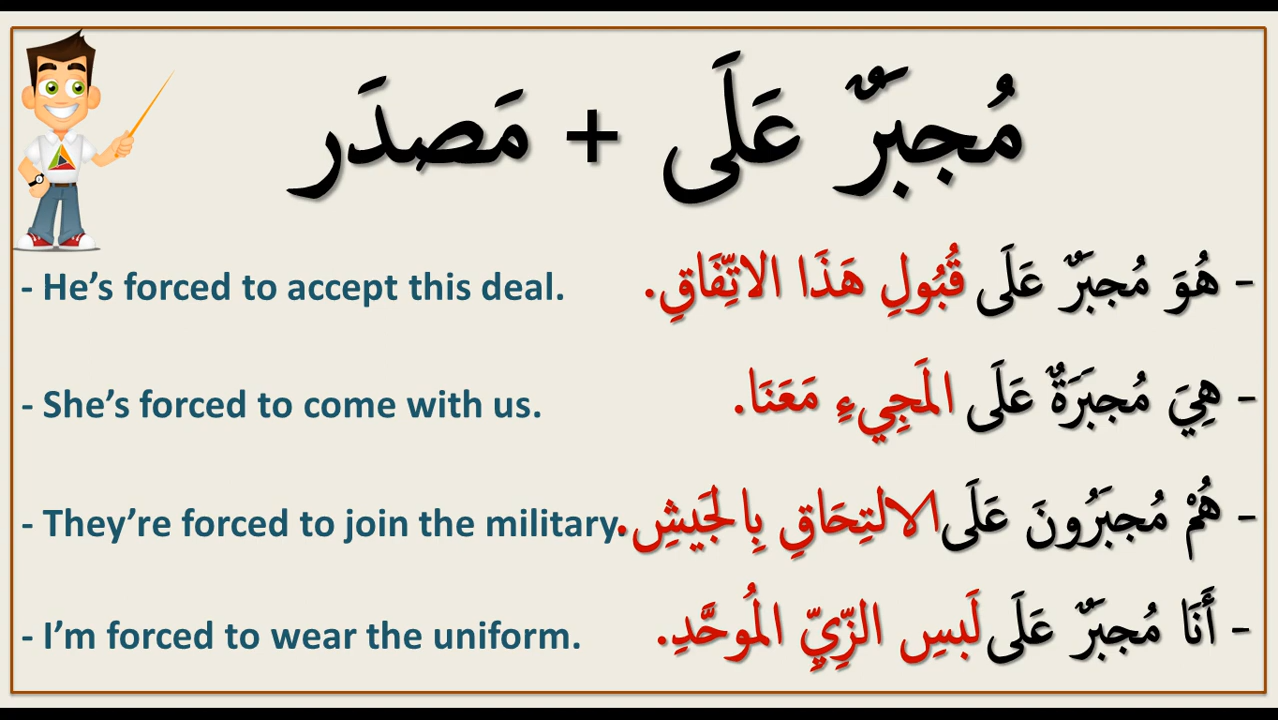 مُجبَرٌ عَلَى + مَصدَر
- هُوَ مُجبَرٌ عَلَى قُبُولِ هَذَا الاتِّفَاقِ.
- He's forced to accept this deal.
- هِيَ مُجبَرَةٌ عَلَى المَجِيءِ مَعَنَا.
- She's forced to come with us.
- هُمْ مُجبَرُونَ عَلَى الالتِحَاقِ بِالجَيشِ.
- They're forced to join the military.
- أَنَا مُجبَرٌ عَلَى لَبسِ الزِّيِّ المُوحَّدِ.
- I'm forced to wear the uniform.